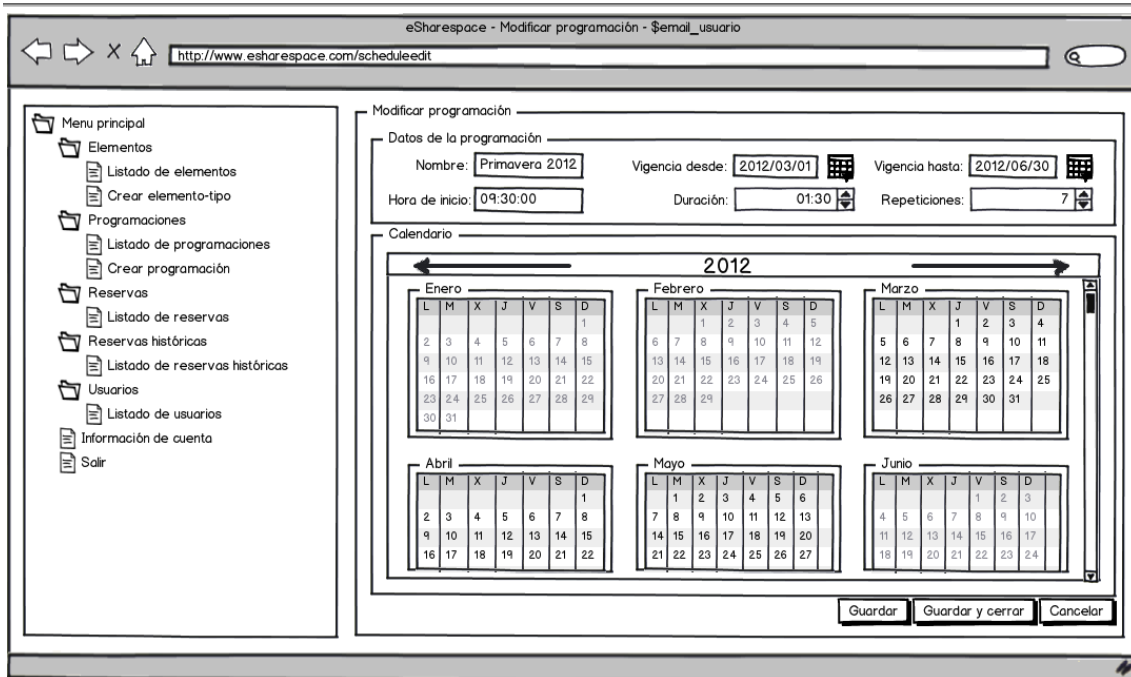 eSharespace - Modificar programación - $email_usuario
http://www.esharespace.com/scheduleedit
Menu principal
Elementos
Listado de elementos
Crear elemento-tipo
Programaciones
Listado de programaciones
Crear programación
Reservas
Listado de reservas
Reservas históricas
Listado de reservas históricas
Usuarios
Listado de usuarios
Información de cuenta
Salir
Modificar programación
Datos de la programación
Nombre: Primavera 2012 Vigencia desde: 2012/03/01 Vigencia hasta: 2012/06/30
Hora de inicio: 09:30:00 Duración: 01:30 Repeticiones: 7
Calendario
2012
Enero
L M X J V S D
1
2 3 4 5 6 7 8
9 10 11 12 13 14 15
16 17 18 19 20 21 22
23 24 25 26 27 28 29
30 31
Febrero
L M X J V S D
1 2 3 4 5
6 7 8 9 10 11 12
13 14 15 16 17 18 19
20 21 22 23 24 25 26
27 28 29
Marzo
L M X J V S D
1 2 3 4
5 6 7 8 9 10 11
12 13 14 15 16 17 18
19 20 21 22 23 24 25
26 27 28 29 30 31
Abril
L M X J V S D
1
2 3 4 5 6 7 8
9 10 11 12 13 14 15
16 17 18 19 20 21 22
Mayo
L M X J V S D
1 2 3 4 5 6
7 8 9 10 11 12 13
14 15 16 17 18 19 20
21 22 23 24 25 26 27
Junio
L M X J V S D
1 2 3
4 5 6 7 8 9 10
11 12 13 14 15 16 17
18 19 20 21 22 23 24
Guardar Guardar y cerrar Cancelar